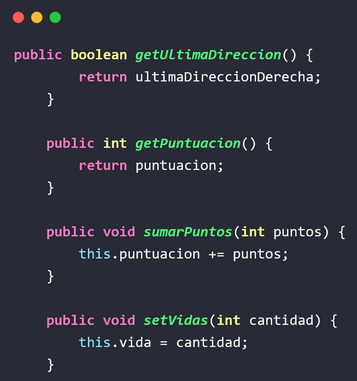 public boolean getUltimaDireccion() {
        return ultimaDireccionDerecha;
    }

    public int getPuntuacion() {
        return puntuacion;
    }

    public void sumarPuntos(int puntos) {
        this.puntuacion += puntos;
    }

    public void setVidas(int cantidad) {
        this.vida = cantidad;
    }